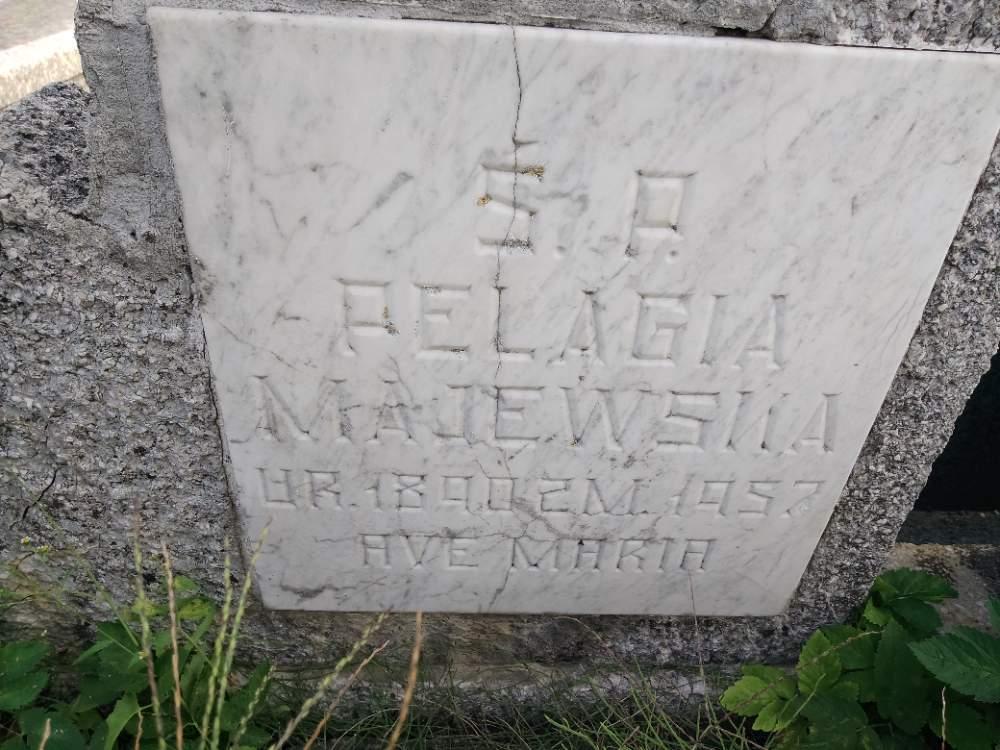 Ś. P.
PELAGIA
MAJEWSKA
UR. 1890 ZM. 1957
AVE MARIA